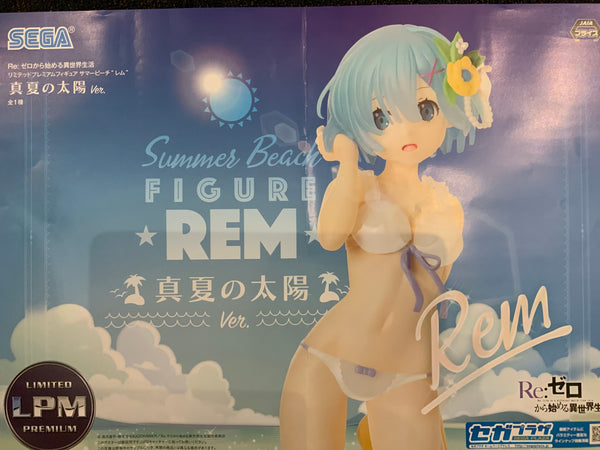 SEGA
Re: ゼロから始める異世界生活
リミテッドプレミアムフィギュア サマービーチ"レム"
真夏の太陽 Ver.
全1種
JAIA
プライズ
Summer Beach
FIGURE
REM
真夏の太陽
Ver.
Rem
LIMITED
LPM
PREMIUM
Re:ゼロ
から始める異世界生
セガプラザ